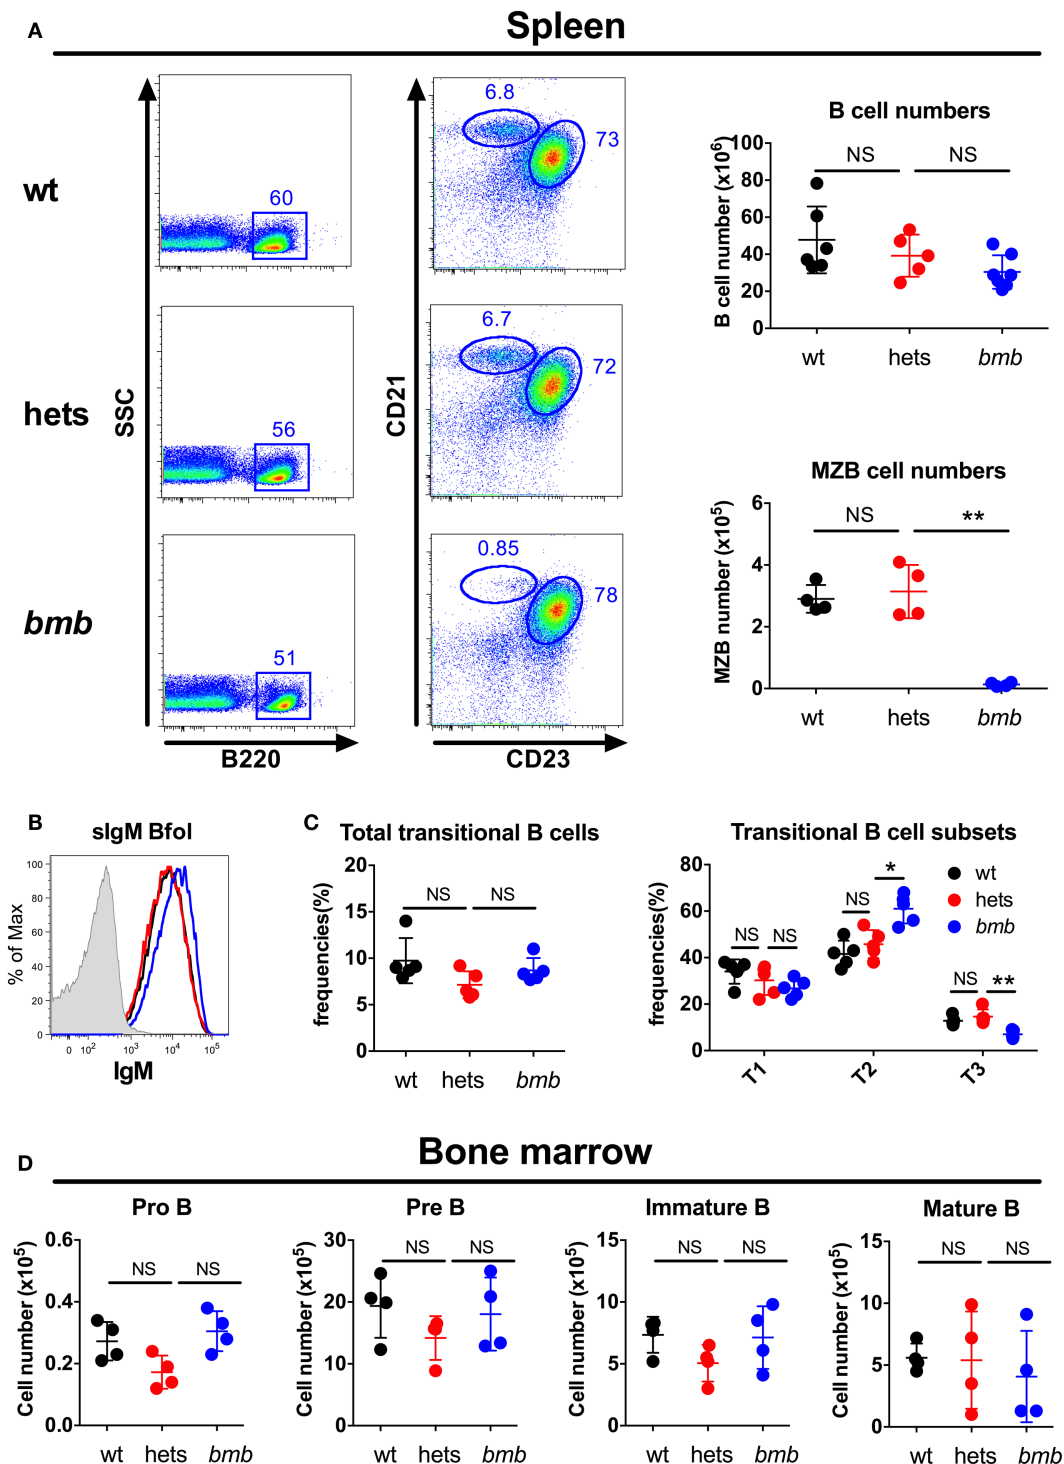 A
Spleen
wt
hets
bmb
SSC
60
56
51
B220
CD21
6.8
73
6.7
72
0.85
78
CD23
B cell numbers
B cell number (x10⁶)
100
80
60
40
20
0
NS
NS
wt
hets
bmb
MZB cell numbers
MZB number (x10⁵)
6
4
2
0
NS
**
wt
hets
bmb
B
sIgM Bfol
% of Max
100
80
60
40
20
0
0
10²
10³
10⁴
10⁵
IgM
C
Total transitional B cells
frequencies(%)
20
15
10
5
0
NS
NS
wt
hets
bmb
Transitional B cell subsets
frequencies(%)
80
60
40
20
0
NS
NS
NS
*
NS
**
wt
hets
bmb
T1
T2
T3
D
Bone marrow
Pro B
Cell number (x10⁵)
0.6
0.4
0.2
0.0
NS
NS
wt
hets
bmb
Pre B
Cell number (x10⁵)
30
20
10
0
NS
NS
wt
hets
bmb
Immature B
Cell number (x10⁵)
15
10
5
0
NS
NS
wt
hets
bmb
Mature B
Cell number (x10⁵)
15
10
5
0
NS
NS
wt
hets
bmb